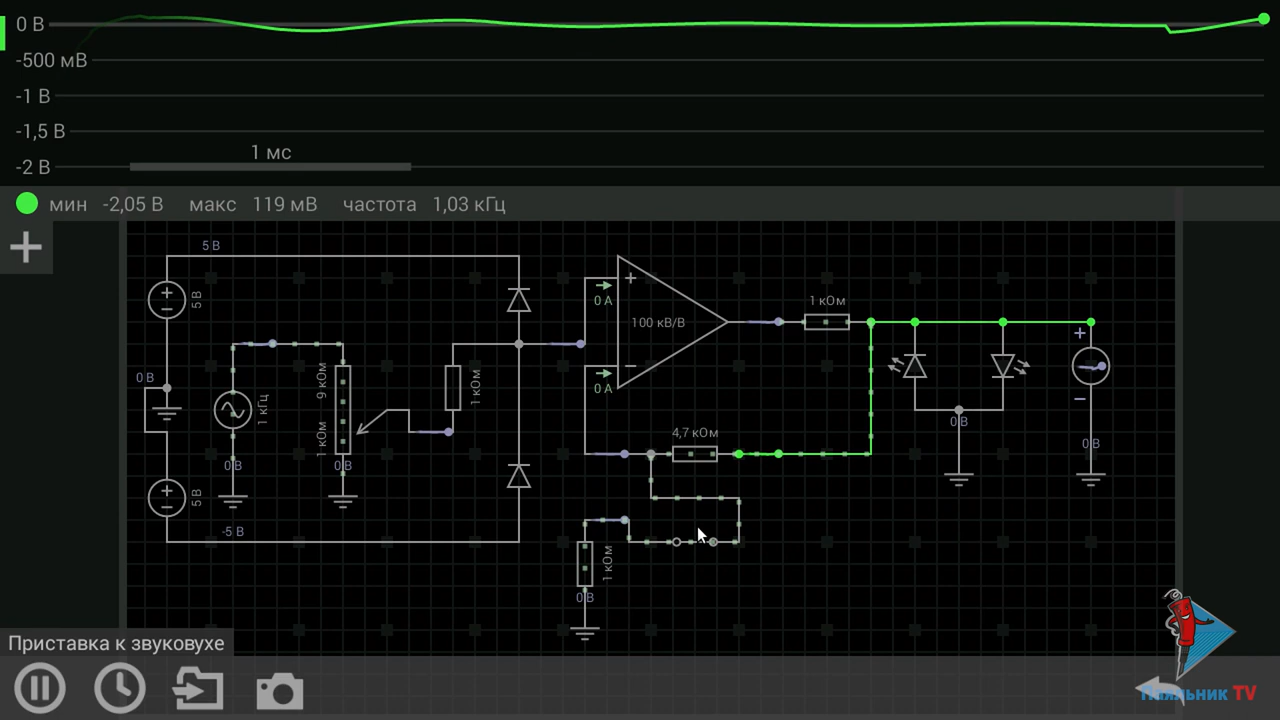 0 В
-500 мВ
-1 В
-1,5 В
-2 В
1 мс
мин -2,05 В макс 119 мВ частота 1,03 кГц
5 В
5 В
0 В
1 кГц
9 кОм
1 кОм
0 В
0 В
1 кОм
5 В
-5 В
+
0 А
100 кВ/В
−
0 А
1 кОм
4,7 кОм
1 кОм
0 В
0 В
+
−
0 В
Приставка к звуковухе
Паяльник TV